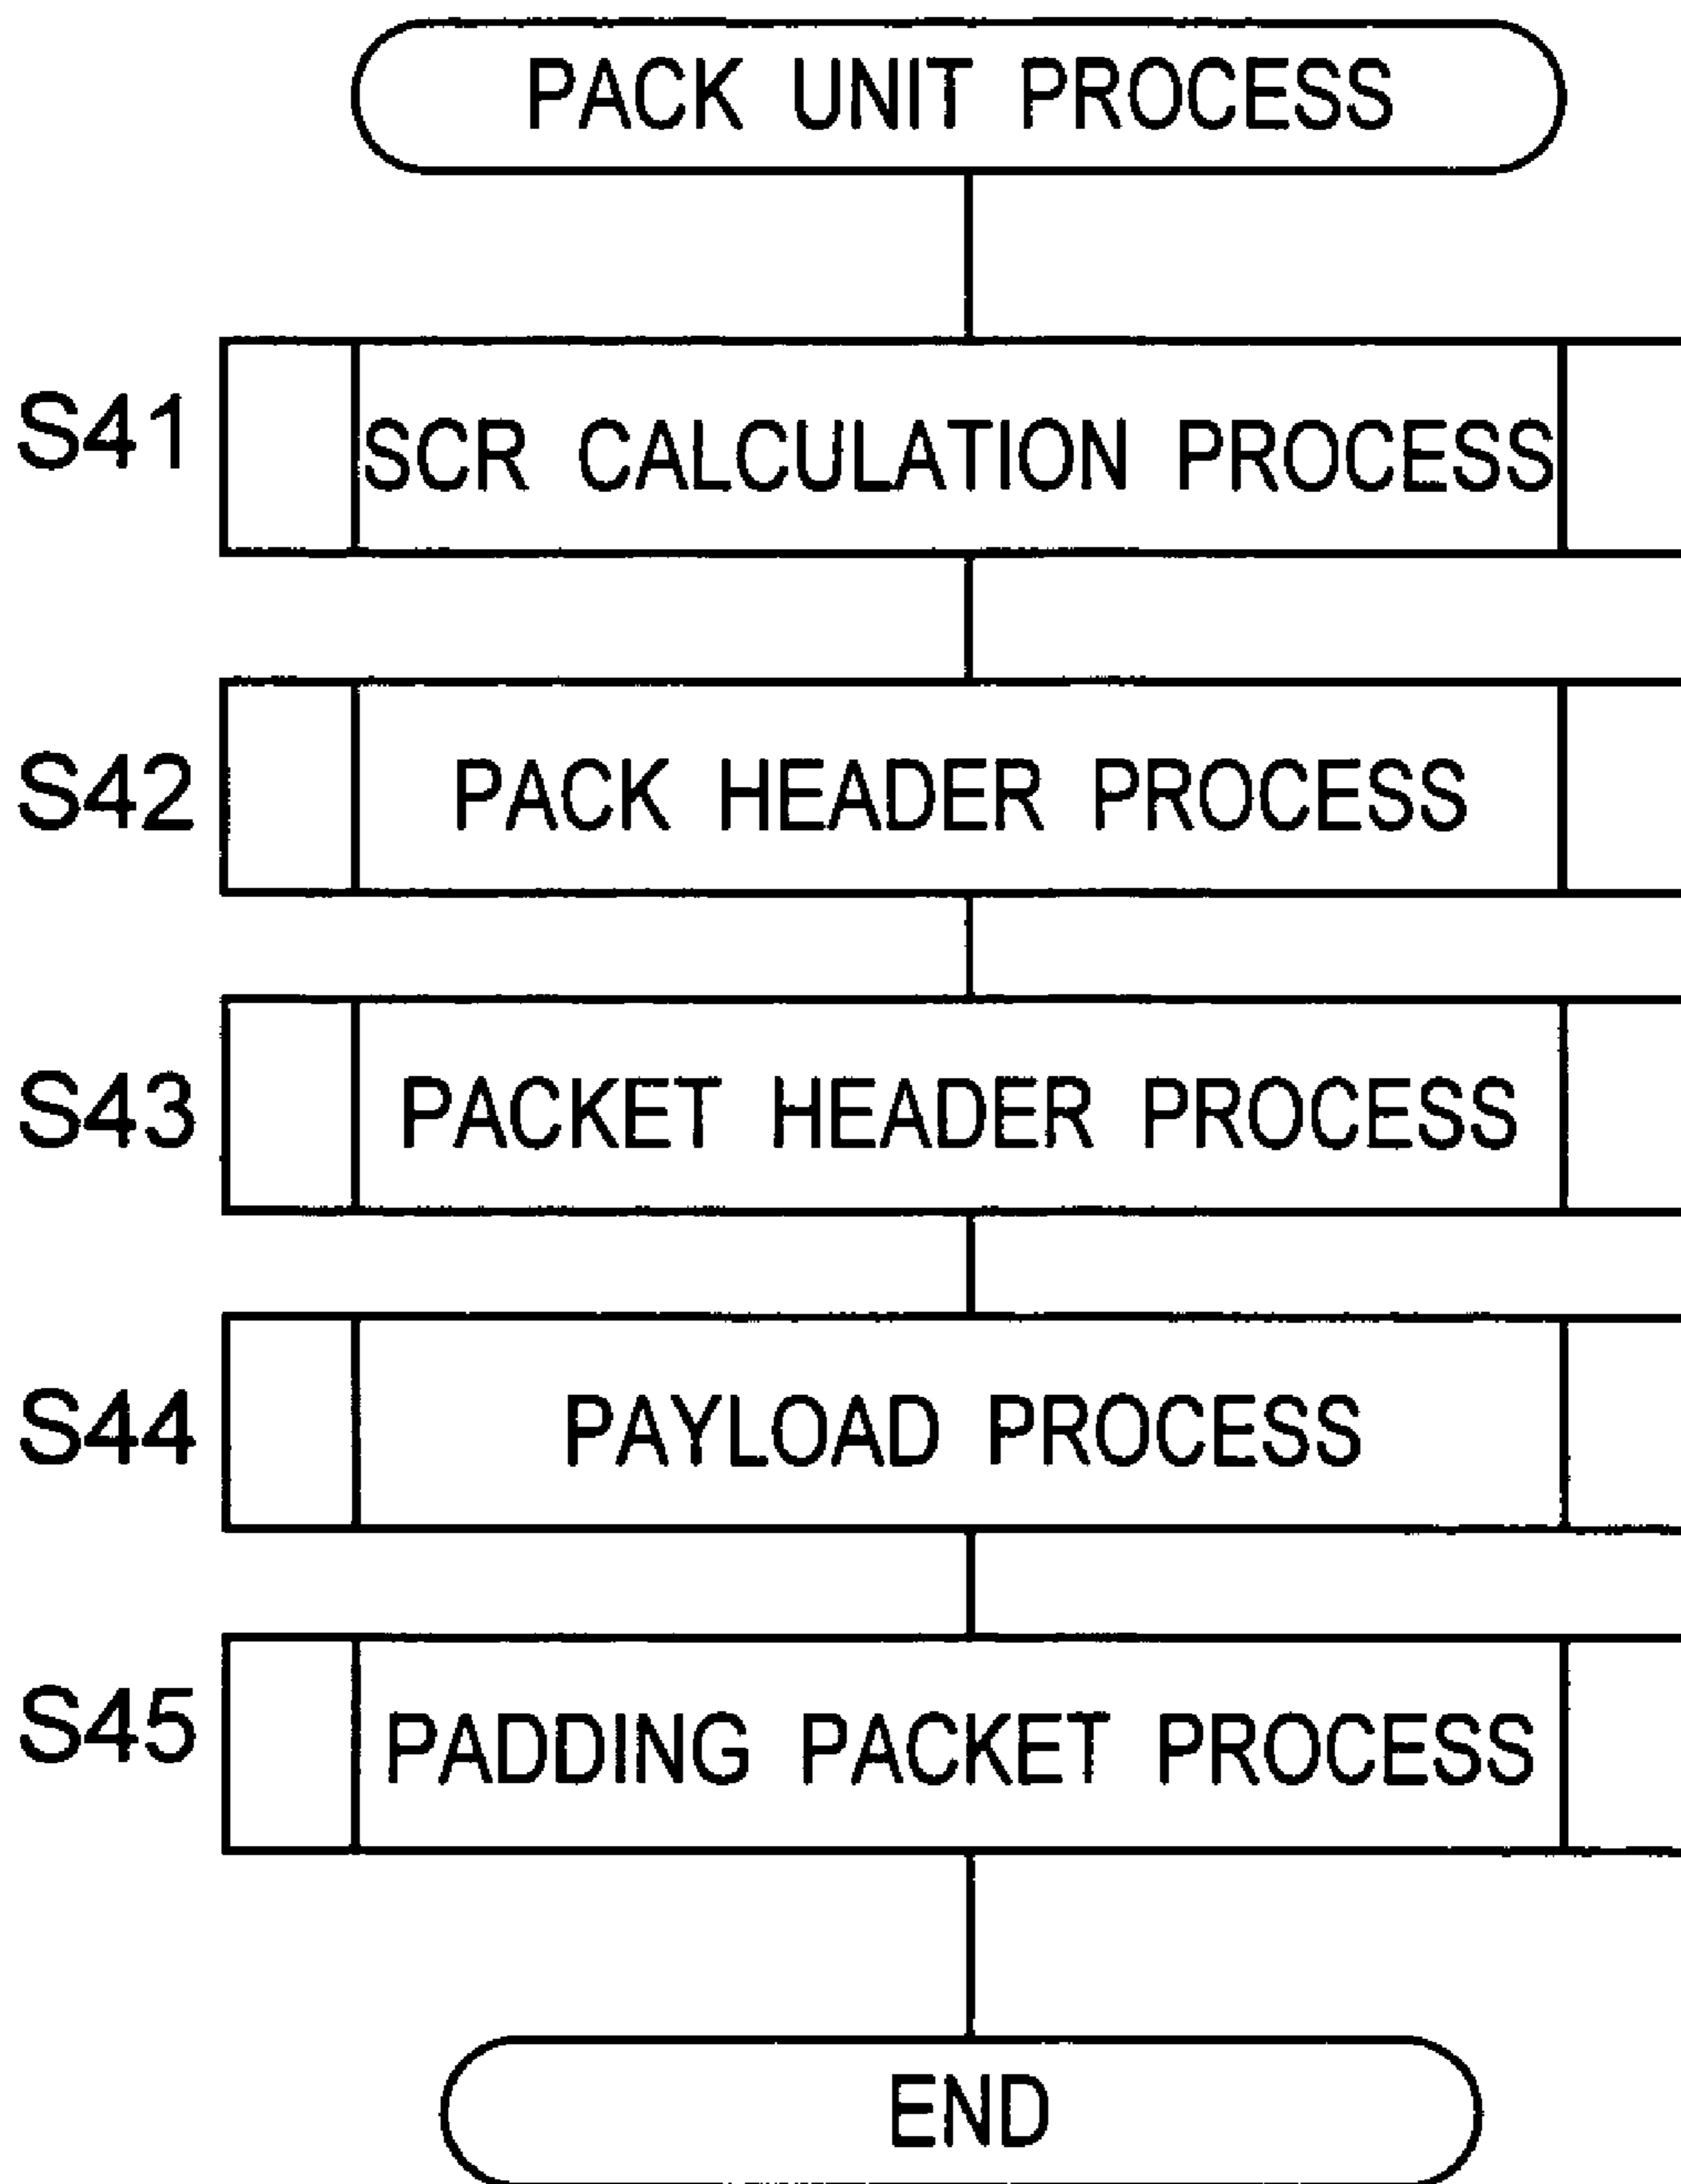 PACK UNIT PROCESS
S41 SCR CALCULATION PROCESS
S42 PACK HEADER PROCESS
S43 PACKET HEADER PROCESS
S44 PAYLOAD PROCESS
S45 PADDING PACKET PROCESS
END